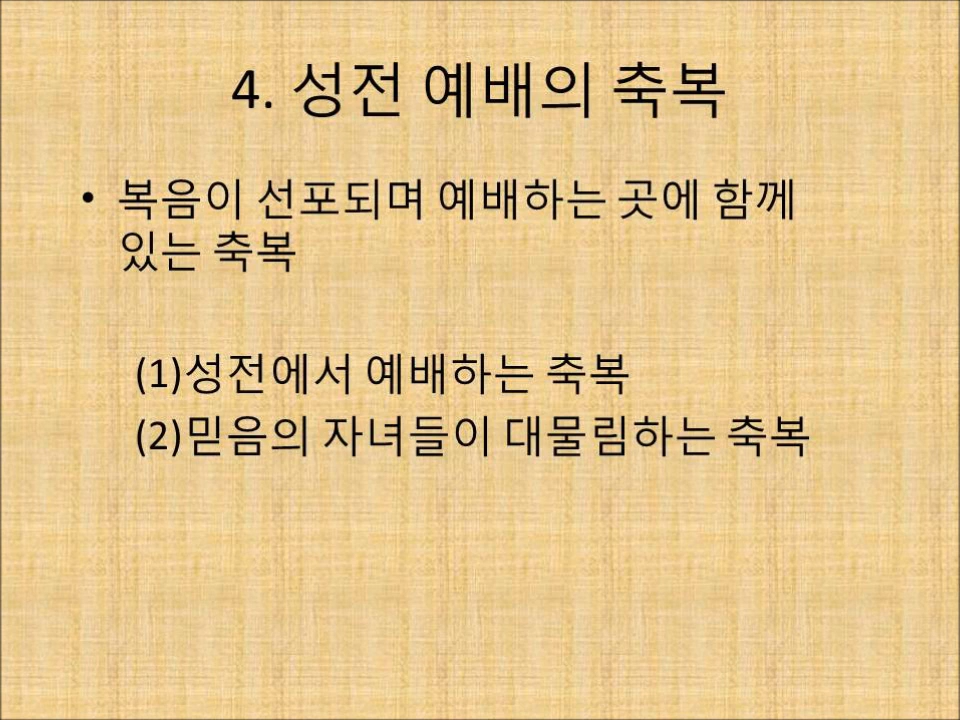 4. 성전 예배의 축복
• 복음이 선포되며 예배하는 곳에 함께
있는 축복
(1)성전에서 예배하는 축복
(2)믿음의 자녀들이 대물림하는 축복